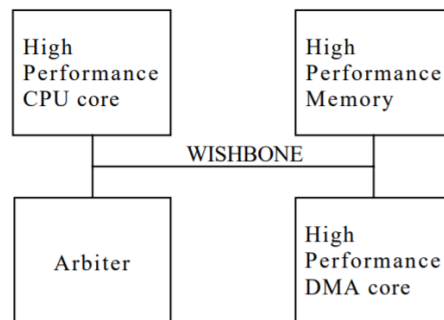 High
Performance
CPU core
High
Performance
Memory
WISHBONE
Arbiter
High
Performance
DMA core